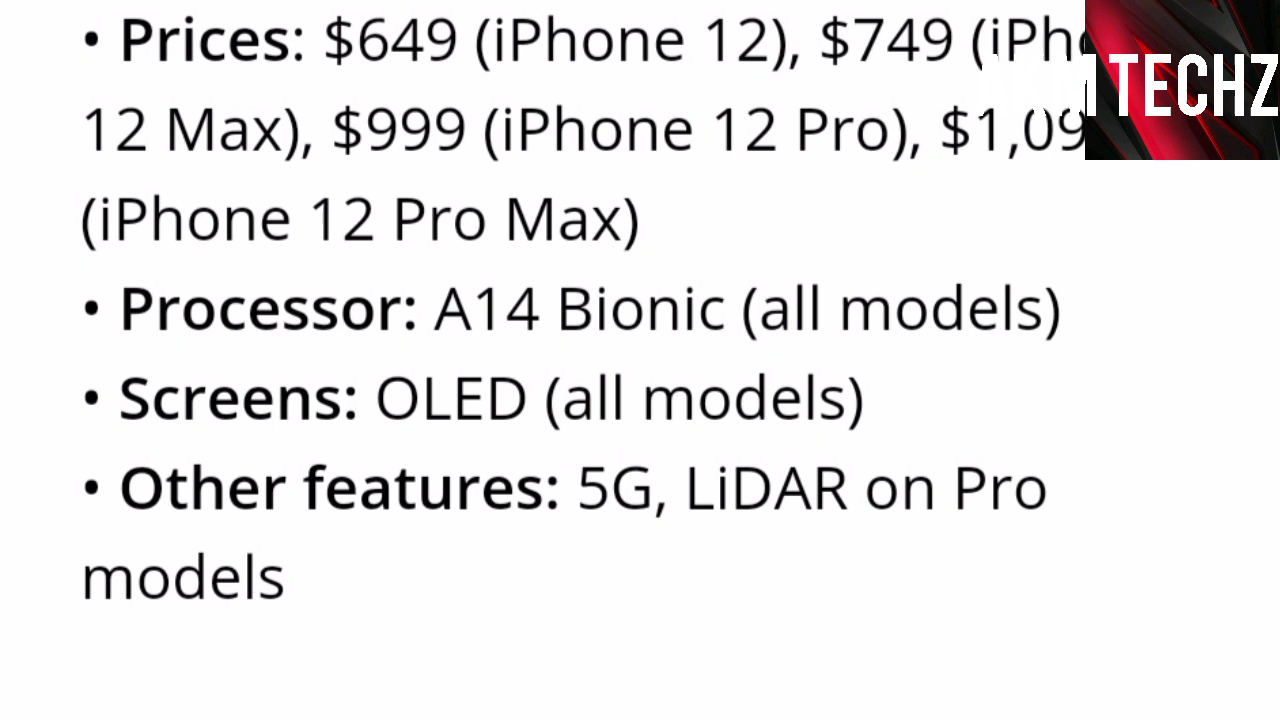 • Prices: $649 (iPhone 12), $749 (iPho
12 Max), $999 (iPhone 12 Pro), $1,09
(iPhone 12 Pro Max)
• Processor: A14 Bionic (all models)
• Screens: OLED (all models)
• Other features: 5G, LiDAR on Pro
models
TECHZ